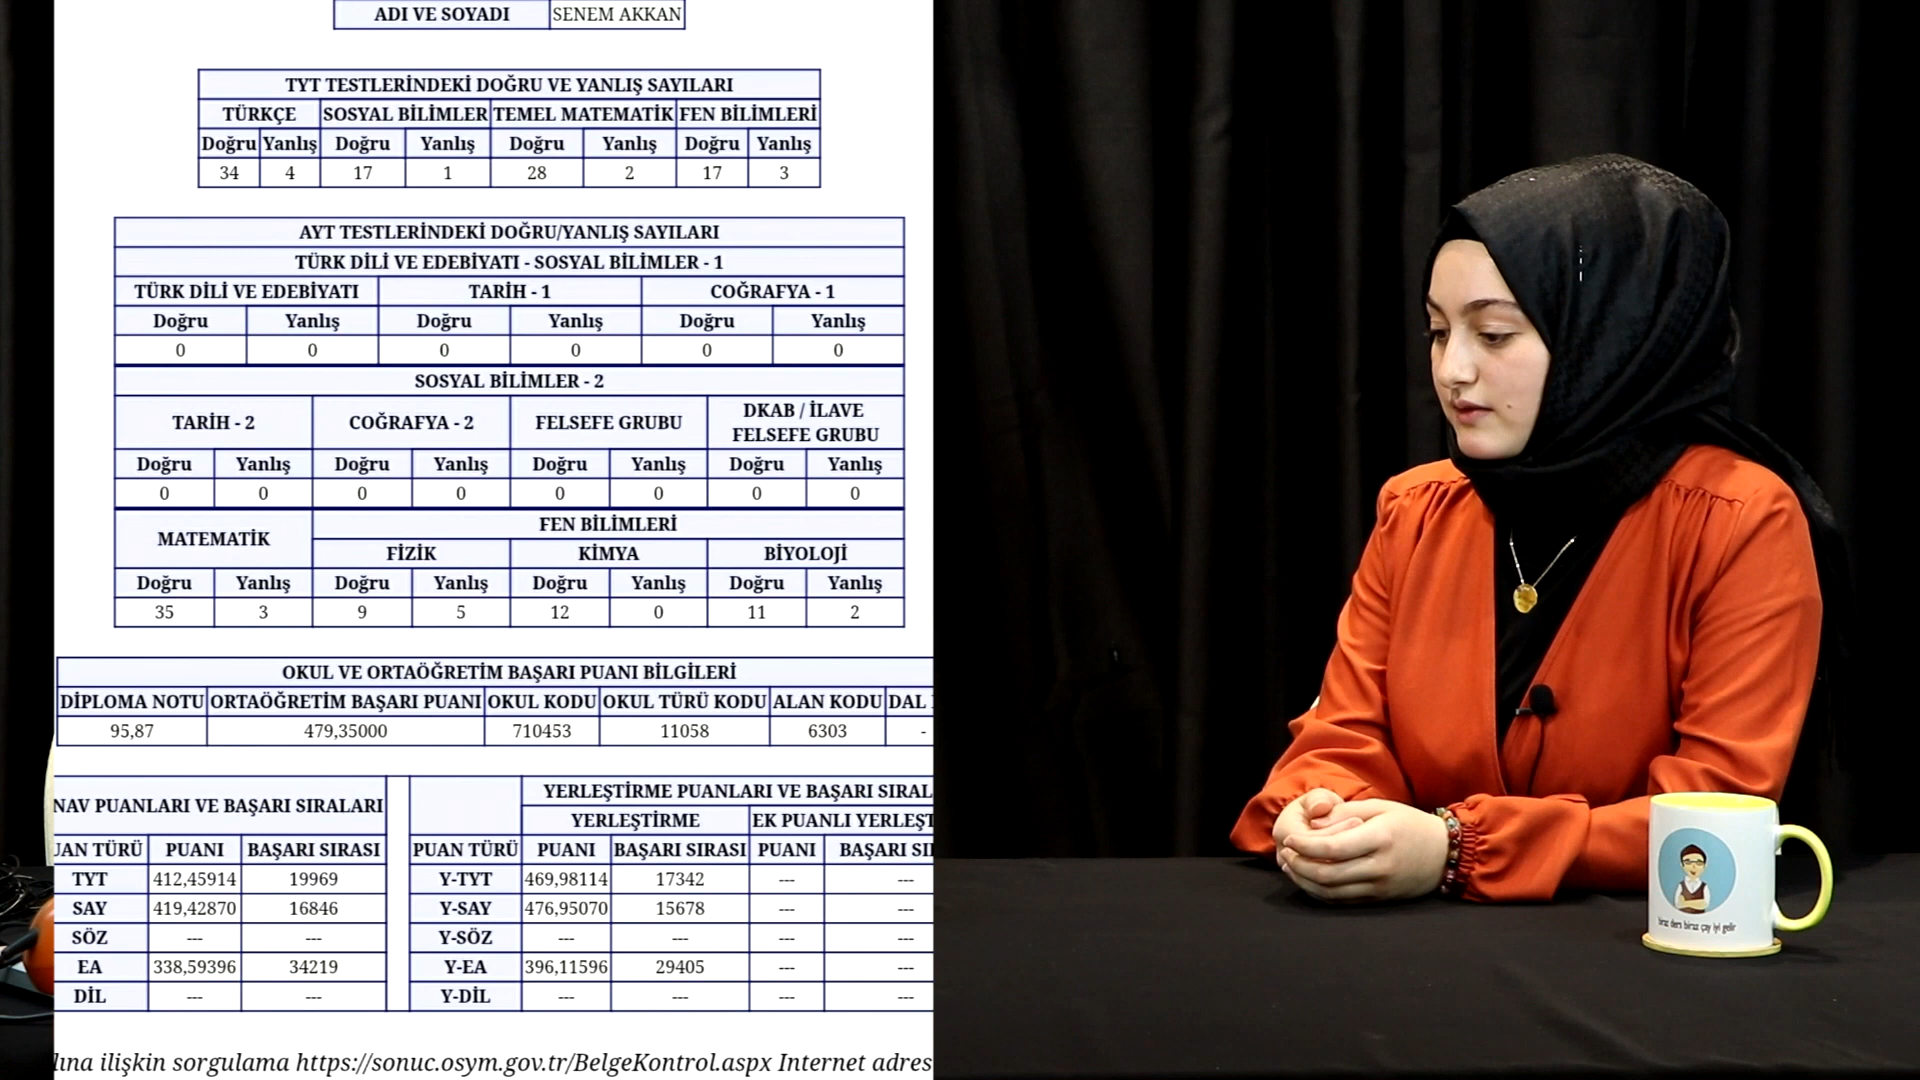 ADI VE SOYADI SENEM AKKAN
TYT TESTLERİNDEKİ DOĞRU VE YANLIŞ SAYILARI
TÜRKÇE SOSYAL BİLİMLER TEMEL MATEMATİK FEN BİLİMLERİ
Doğru Yanlış Doğru Yanlış Doğru Yanlış Doğru Yanlış
34 4 17 1 28 2 17 3
AYT TESTLERİNDEKİ DOĞRU/YANLIŞ SAYILARI
TÜRK DİLİ VE EDEBİYATI - SOSYAL BİLİMLER - 1
TÜRK DİLİ VE EDEBİYATI TARİH - 1 COĞRAFYA - 1
Doğru Yanlış Doğru Yanlış Doğru Yanlış
0 0 0 0 0 0
SOSYAL BİLİMLER - 2
TARİH - 2 COĞRAFYA - 2 FELSEFE GRUBU DKAB / İLAVE
FELSEFE GRUBU
Doğru Yanlış Doğru Yanlış Doğru Yanlış Doğru Yanlış
0 0 0 0 0 0 0 0
MATEMATİK FEN BİLİMLERİ
FİZİK KİMYA BİYOLOJİ
Doğru Yanlış Doğru Yanlış Doğru Yanlış Doğru Yanlış
35 3 9 5 12 0 11 2
OKUL VE ORTAÖĞRETİM BAŞARI PUANI BİLGİLERİ
DİPLOMA NOTU ORTAÖĞRETİM BAŞARI PUANI OKUL KODU OKUL TÜRÜ KODU ALAN KODU DAL
95,87 479,35000 710453 11058 6303 -
NAV PUANLARI VE BAŞARI SIRALARI YERLEŞTİRME PUANLARI VE BAŞARI SIRAL
YERLEŞTİRME EK PUANLI YERLEŞT
UAN TÜRÜ PUANI BAŞARI SIRASI PUAN TÜRÜ PUANI BAŞARI SIRASI PUANI BAŞARI SI
TYT 412,45914 19969 Y-TYT 469,98114 17342 --- ---
SAY 419,42870 16846 Y-SAY 476,95070 15678 --- ---
SÖZ --- --- Y-SÖZ --- --- --- ---
EA 338,59396 34219 Y-EA 396,11596 29405 --- ---
DİL --- --- Y-DİL --- --- --- ---
ına ilişkin sorgulama https://sonuc.osym.gov.tr/BelgeKontrol.aspx Internet adres
biraz ders biraz çay iyi gelir